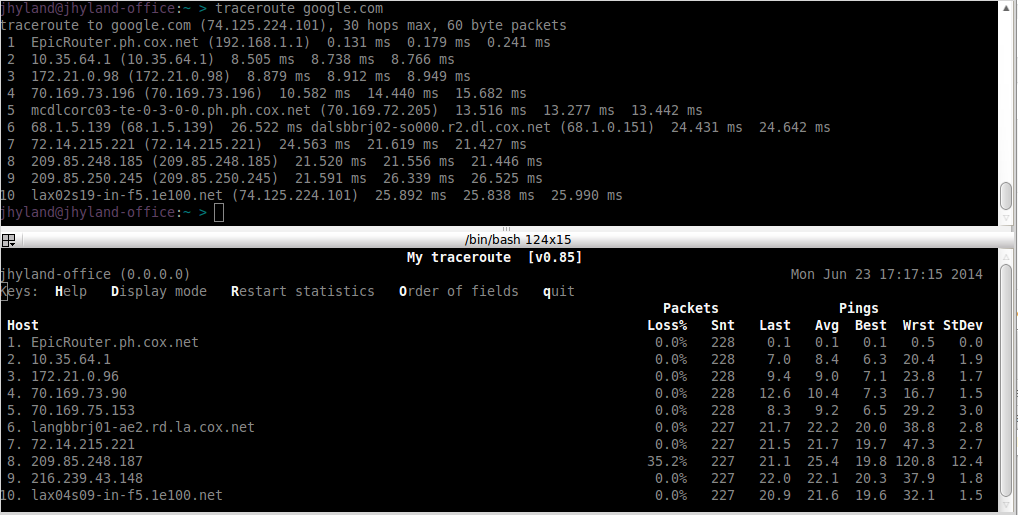 jhyland@jhyland-office:~ > traceroute google.com
traceroute to google.com (74.125.224.101), 30 hops max, 60 byte packets
 1  EpicRouter.ph.cox.net (192.168.1.1)  0.131 ms  0.179 ms  0.241 ms
 2  10.35.64.1 (10.35.64.1)  8.505 ms  8.738 ms  8.766 ms
 3  172.21.0.98 (172.21.0.98)  8.879 ms  8.912 ms  8.949 ms
 4  70.169.73.196 (70.169.73.196)  10.582 ms  14.440 ms  15.682 ms
 5  mcdlcorc03-te-0-3-0-0.ph.ph.cox.net (70.169.72.205)  13.516 ms  13.277 ms  13.442 ms
 6  68.1.5.139 (68.1.5.139)  26.522 ms dalsbbrj02-so000.r2.dl.cox.net (68.1.0.151)  24.431 ms  24.642 ms
 7  72.14.215.221 (72.14.215.221)  24.563 ms  21.619 ms  21.427 ms
 8  209.85.248.185 (209.85.248.185)  21.520 ms  21.556 ms  21.446 ms
 9  209.85.250.245 (209.85.250.245)  21.591 ms  26.339 ms  26.525 ms
10  lax02s19-in-f5.1e100.net (74.125.224.101)  25.892 ms  25.838 ms  25.990 ms
jhyland@jhyland-office:~ >
/bin/bash 124x15
My traceroute  [v0.85]
jhyland-office (0.0.0.0)  Mon Jun 23 17:17:15 2014
Keys:  Help   Display mode   Restart statistics   Order of fields   quit
Packets  Pings
Host  Loss%  Snt  Last  Avg  Best  Wrst  StDev
1. EpicRouter.ph.cox.net  0.0%  228  0.1  0.1  0.1  0.5  0.0
2. 10.35.64.1  0.0%  228  7.0  8.4  6.3  20.4  1.9
3. 172.21.0.96  0.0%  228  9.4  9.0  7.1  23.8  1.7
4. 70.169.73.90  0.0%  228  12.6  10.4  7.3  16.7  1.5
5. 70.169.75.153  0.0%  228  8.3  9.2  6.5  29.2  3.0
6. langbbrj01-ae2.rd.la.cox.net  0.0%  227  21.7  22.2  20.0  38.8  2.8
7. 72.14.215.221  0.0%  227  21.5  21.7  19.7  47.3  2.7
8. 209.85.248.187  35.2%  227  21.1  25.4  19.8  120.8  12.4
9. 216.239.43.148  0.0%  227  22.0  22.1  20.3  37.9  1.8
10. lax04s09-in-f5.1e100.net  0.0%  227  20.9  21.6  19.6  32.1  1.5